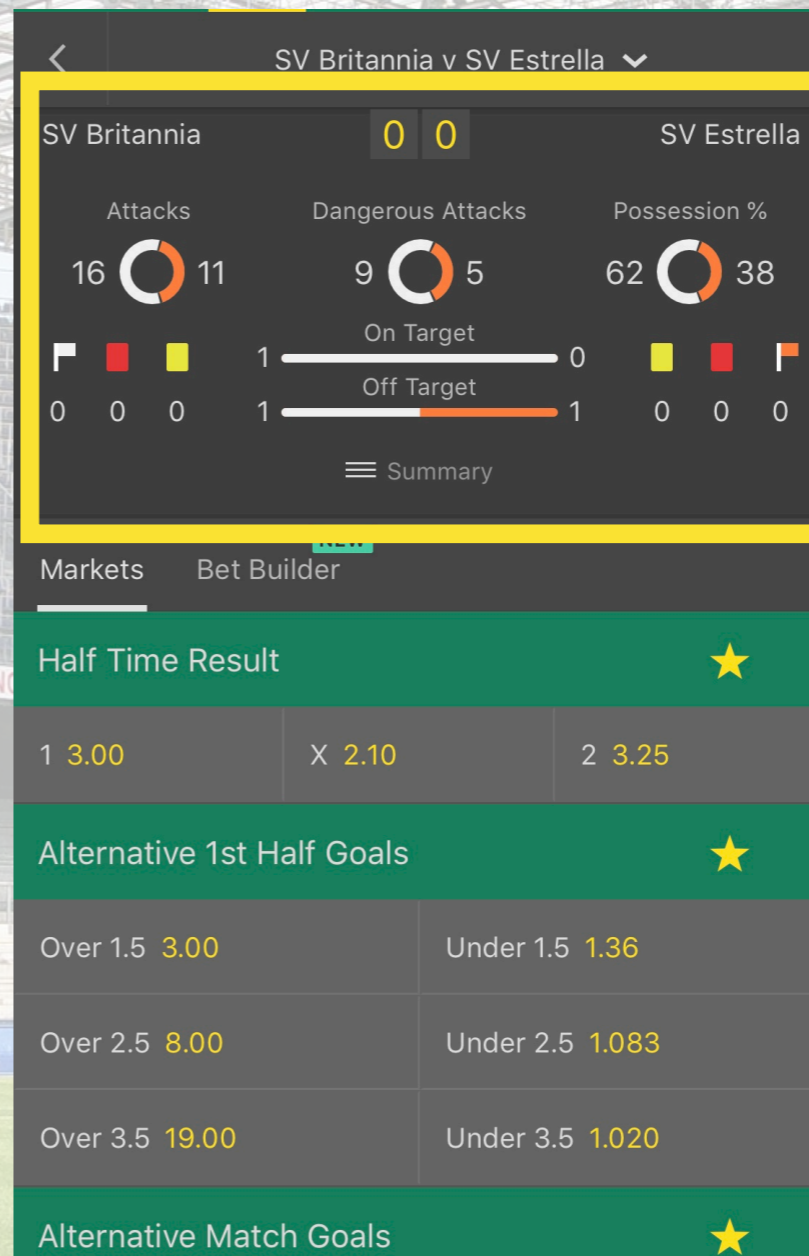 SV Britannia v SV Estrella
SV Britannia 0 0 SV Estrella
Attacks Dangerous Attacks Possession %
16 11 9 5 62 38
On Target
1 0
Off Target
0 0 0 1 1 0 0 0
Summary
NEW
Markets Bet Builder
Half Time Result
1 3.00 X 2.10 2 3.25
Alternative 1st Half Goals
Over 1.5 3.00 Under 1.5 1.36
Over 2.5 8.00 Under 2.5 1.083
Over 3.5 19.00 Under 3.5 1.020
Alternative Match Goals